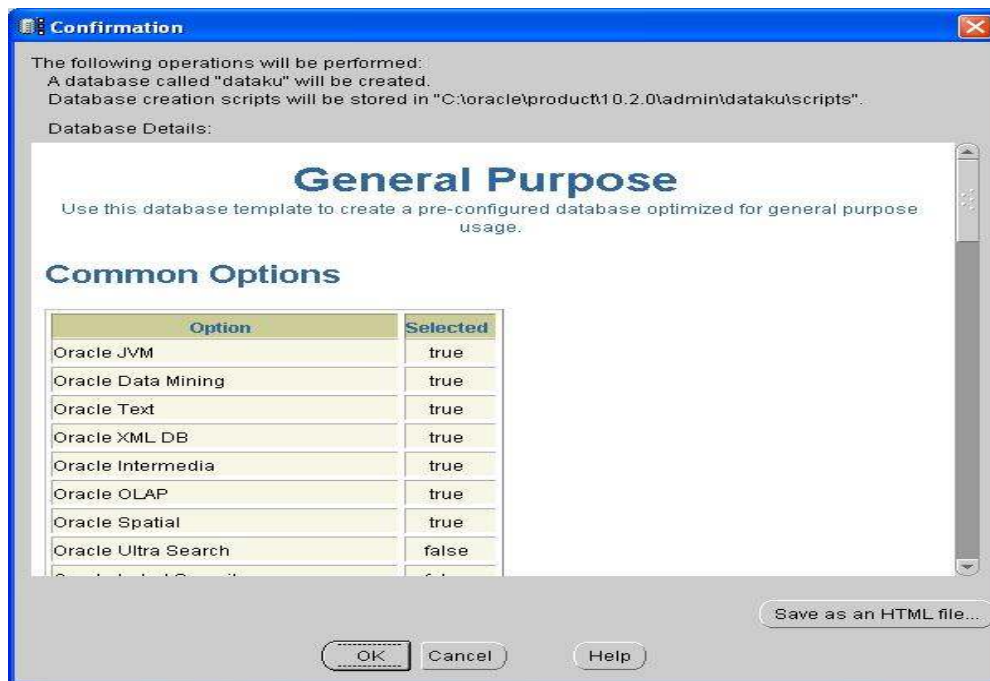 Confirmation
The following operations will be performed:
A database called "dataku" will be created.
Database creation scripts will be stored in "C:\oracle\product\10.2.0\admin\dataku\scripts".
Database Details:
General Purpose
Use this database template to create a pre-configured database optimized for general purpose
usage.
Common Options
Option Selected
Oracle JVM true
Oracle Data Mining true
Oracle Text true
Oracle XML DB true
Oracle Intermedia true
Oracle OLAP true
Oracle Spatial true
Oracle Ultra Search false
Save as an HTML file...
OK Cancel Help